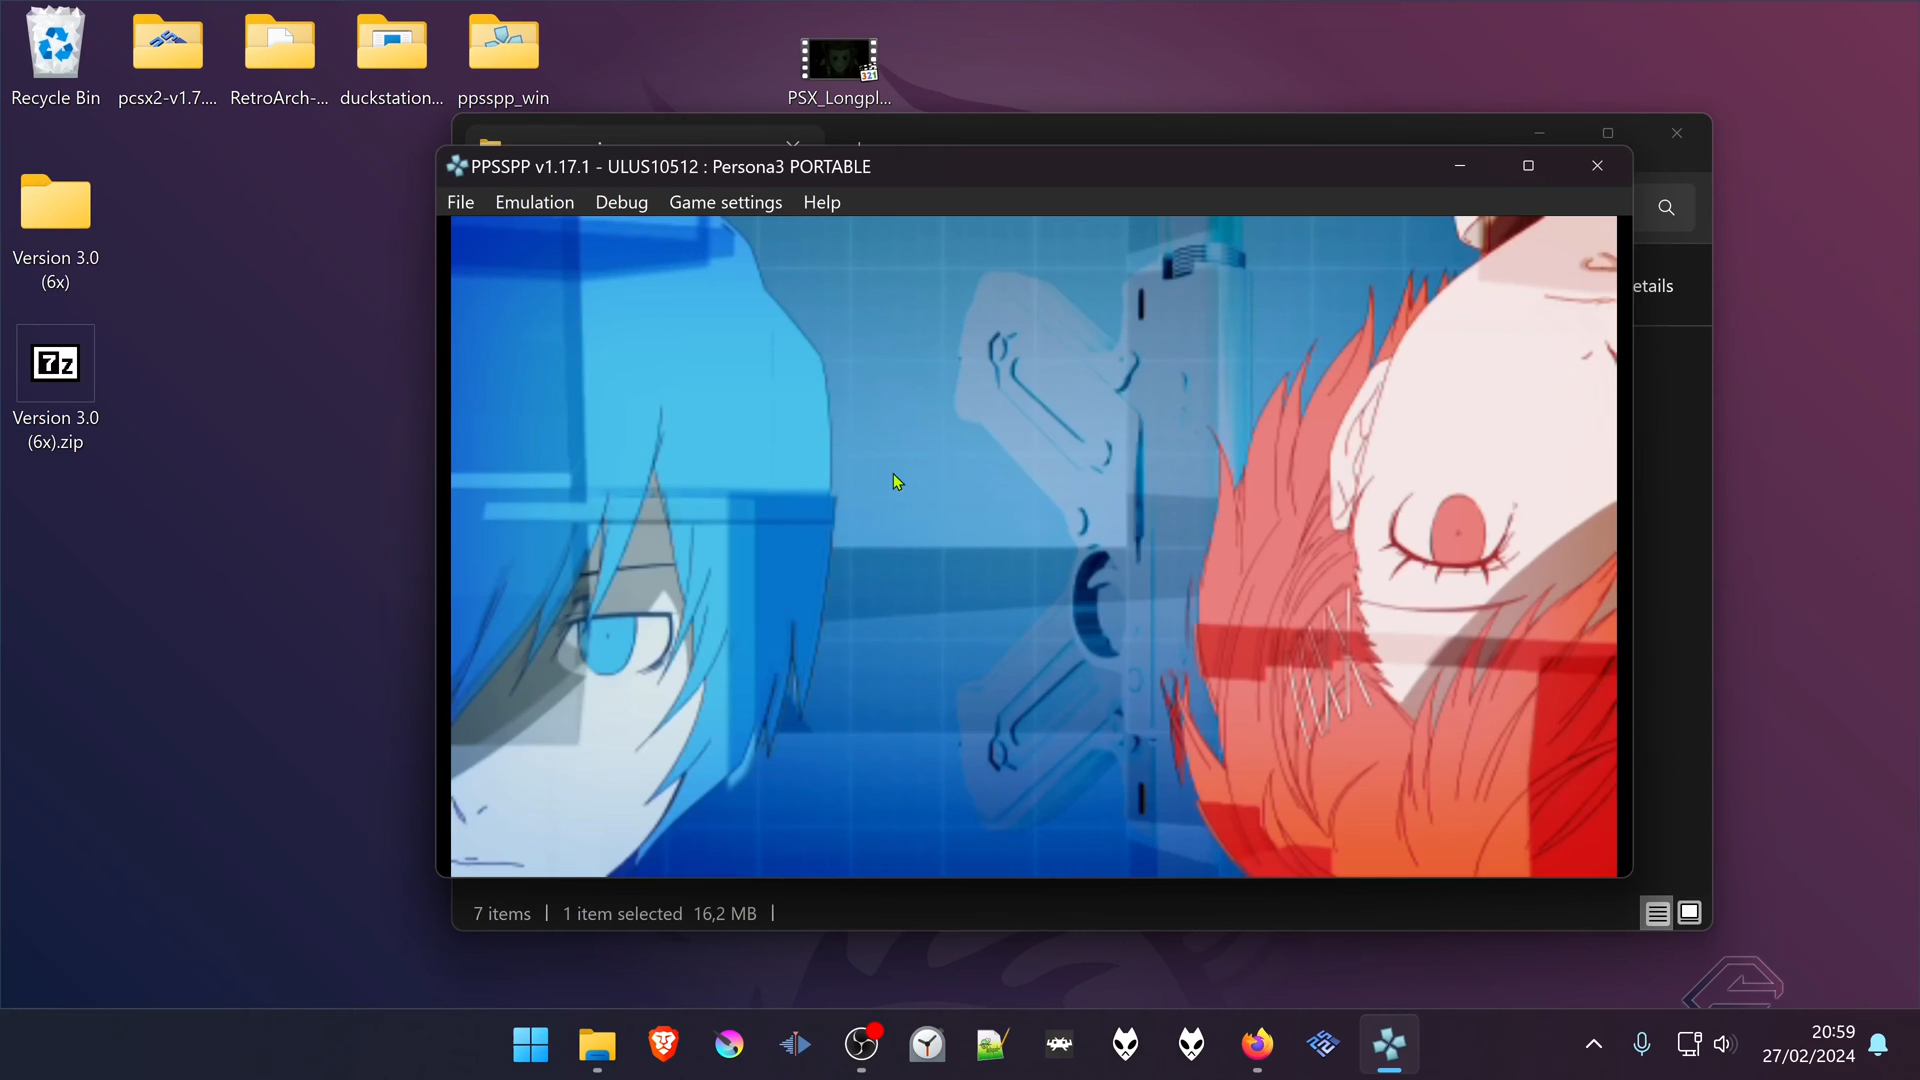 Recycle Bin
pcsx2-v1.7....
RetroArch-...
duckstation...
ppsspp_win
PSX_Longpl...
Version 3.0
(6x)
7z
Version 3.0
(6x).zip
PPSSPP v1.17.1 - ULUS10512 : Persona3 PORTABLE
File
Emulation
Debug
Game settings
Help
etails
7 items
1 item selected 16,2 MB
20:59
27/02/2024